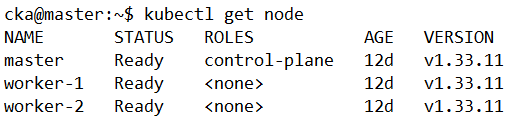 cka@master:~$ kubectl get node
NAME STATUS ROLES AGE VERSION
master Ready control-plane 12d v1.33.11
worker-1 Ready <none> 12d v1.33.11
worker-2 Ready <none> 12d v1.33.11